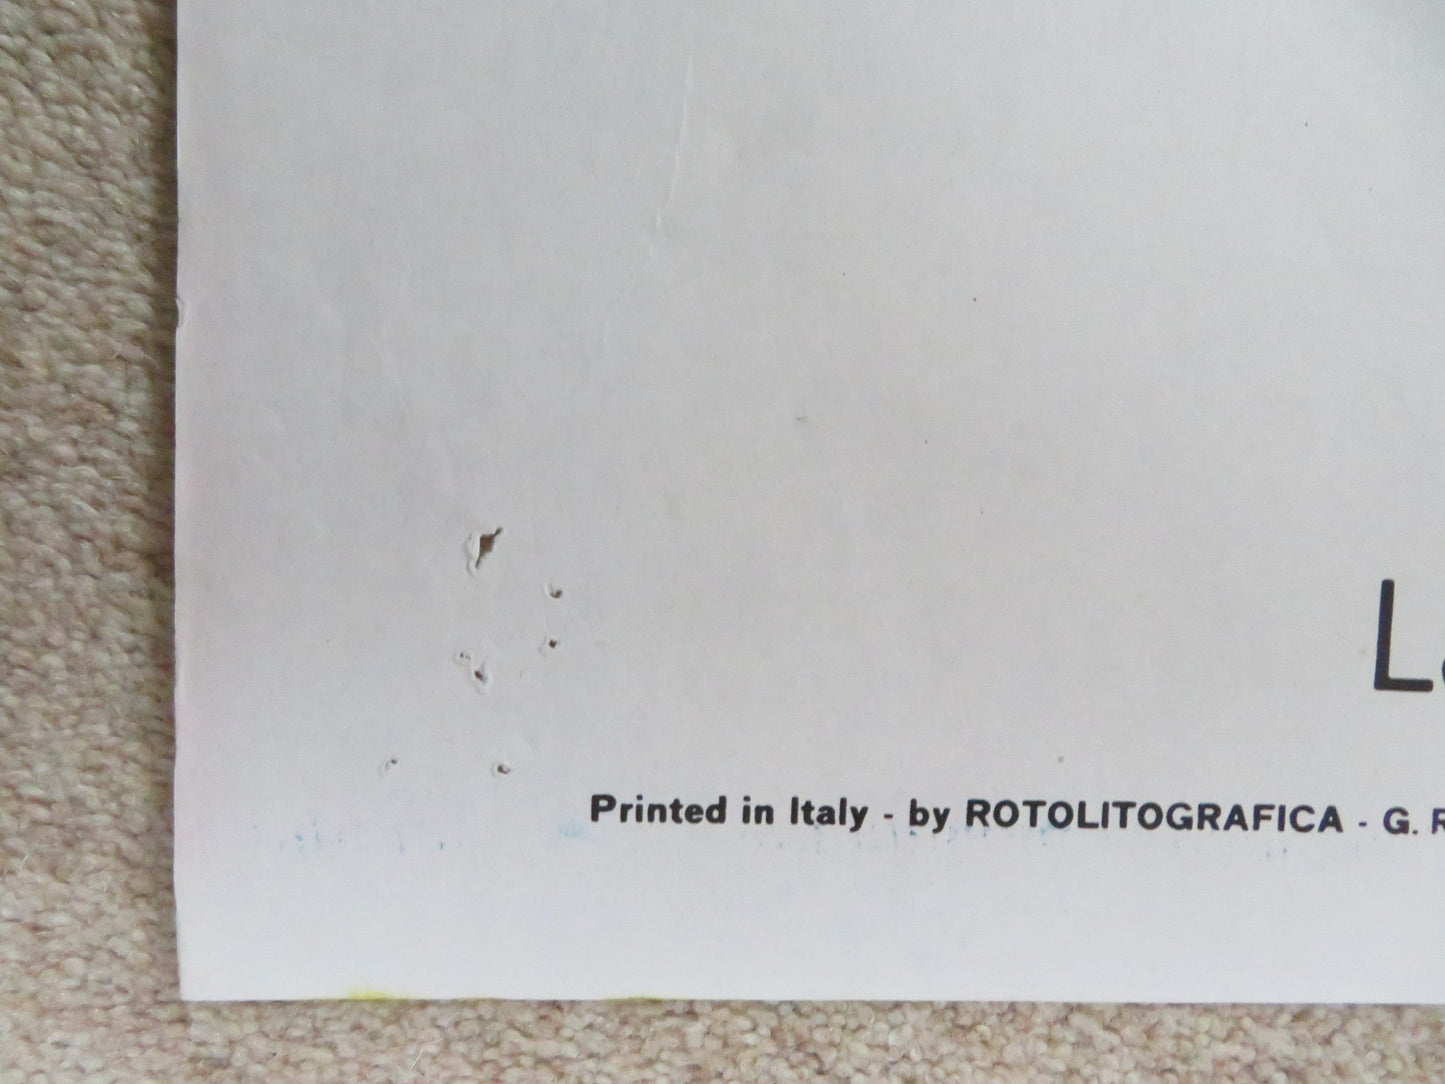 L
Printed in Italy - by ROTOLITOGRAFICA - G.